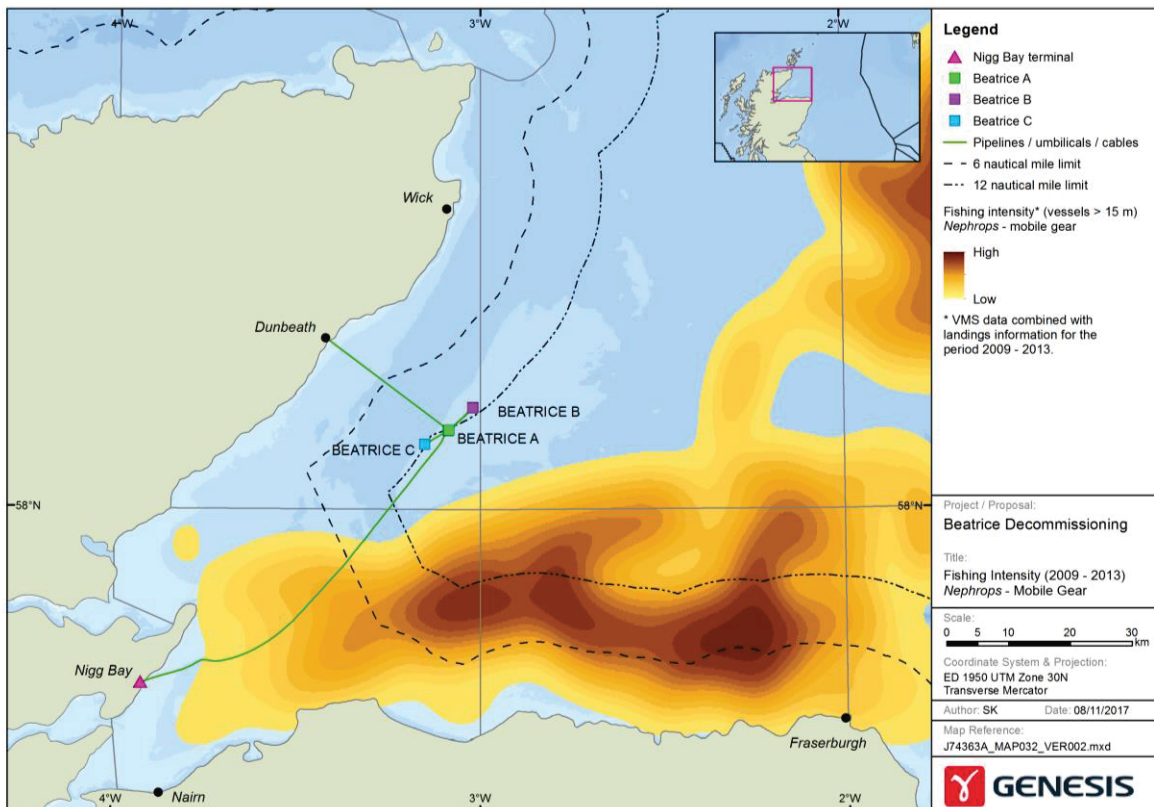 4°W
3°W
2°W
Wick
Dunbeath
BEATRICE B
BEATRICE A
BEATRICE C
58°N
58°N
Nigg Bay
Fraserburgh
Nairn
4°W
3°W
2°W
Legend
Nigg Bay terminal
Beatrice A
Beatrice B
Beatrice C
Pipelines / umbilicals / cables
6 nautical mile limit
12 nautical mile limit
Fishing intensity* (vessels > 15 m)
Nephrops - mobile gear
High
Low
* VMS data combined with
landings information for the
period 2009 - 2013.
Project / Proposal:
Beatrice Decommissioning
Title:
Fishing Intensity (2009 - 2013)
Nephrops - Mobile Gear
Scale:
0 5 10 20 30
km
Coordinate System & Projection:
ED 1950 UTM Zone 30N
Transverse Mercator
Author: SK Date: 08/11/2017
Map Reference:
J74363A_MAP032_VER002.mxd
GENESIS